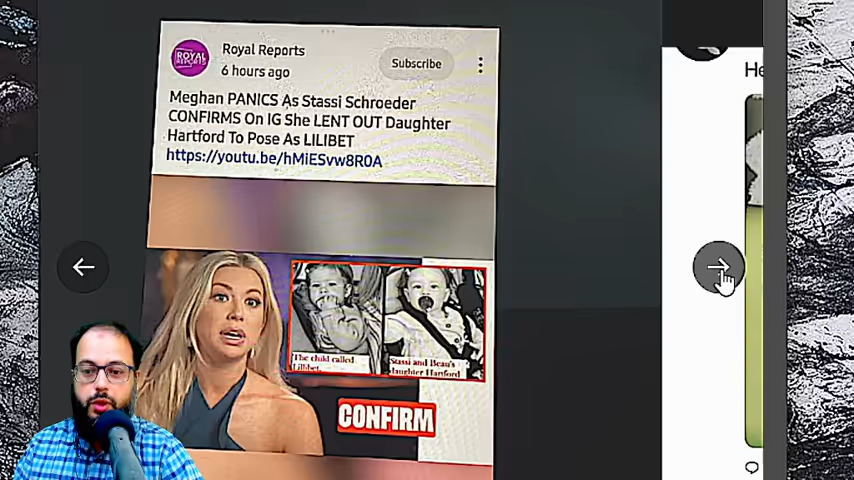 ROYAL
REPORTS
Royal Reports
6 hours ago
Subscribe
Meghan PANICS As Stassi Schroeder
CONFIRMS On IG She LENT OUT Daughter
Hartford To Pose As LILIBET
https://youtu.be/hMiESvw8R0A
The child called
Lilibet.
Stassi and Beau's
daughter Hartford
CONFIRM
He